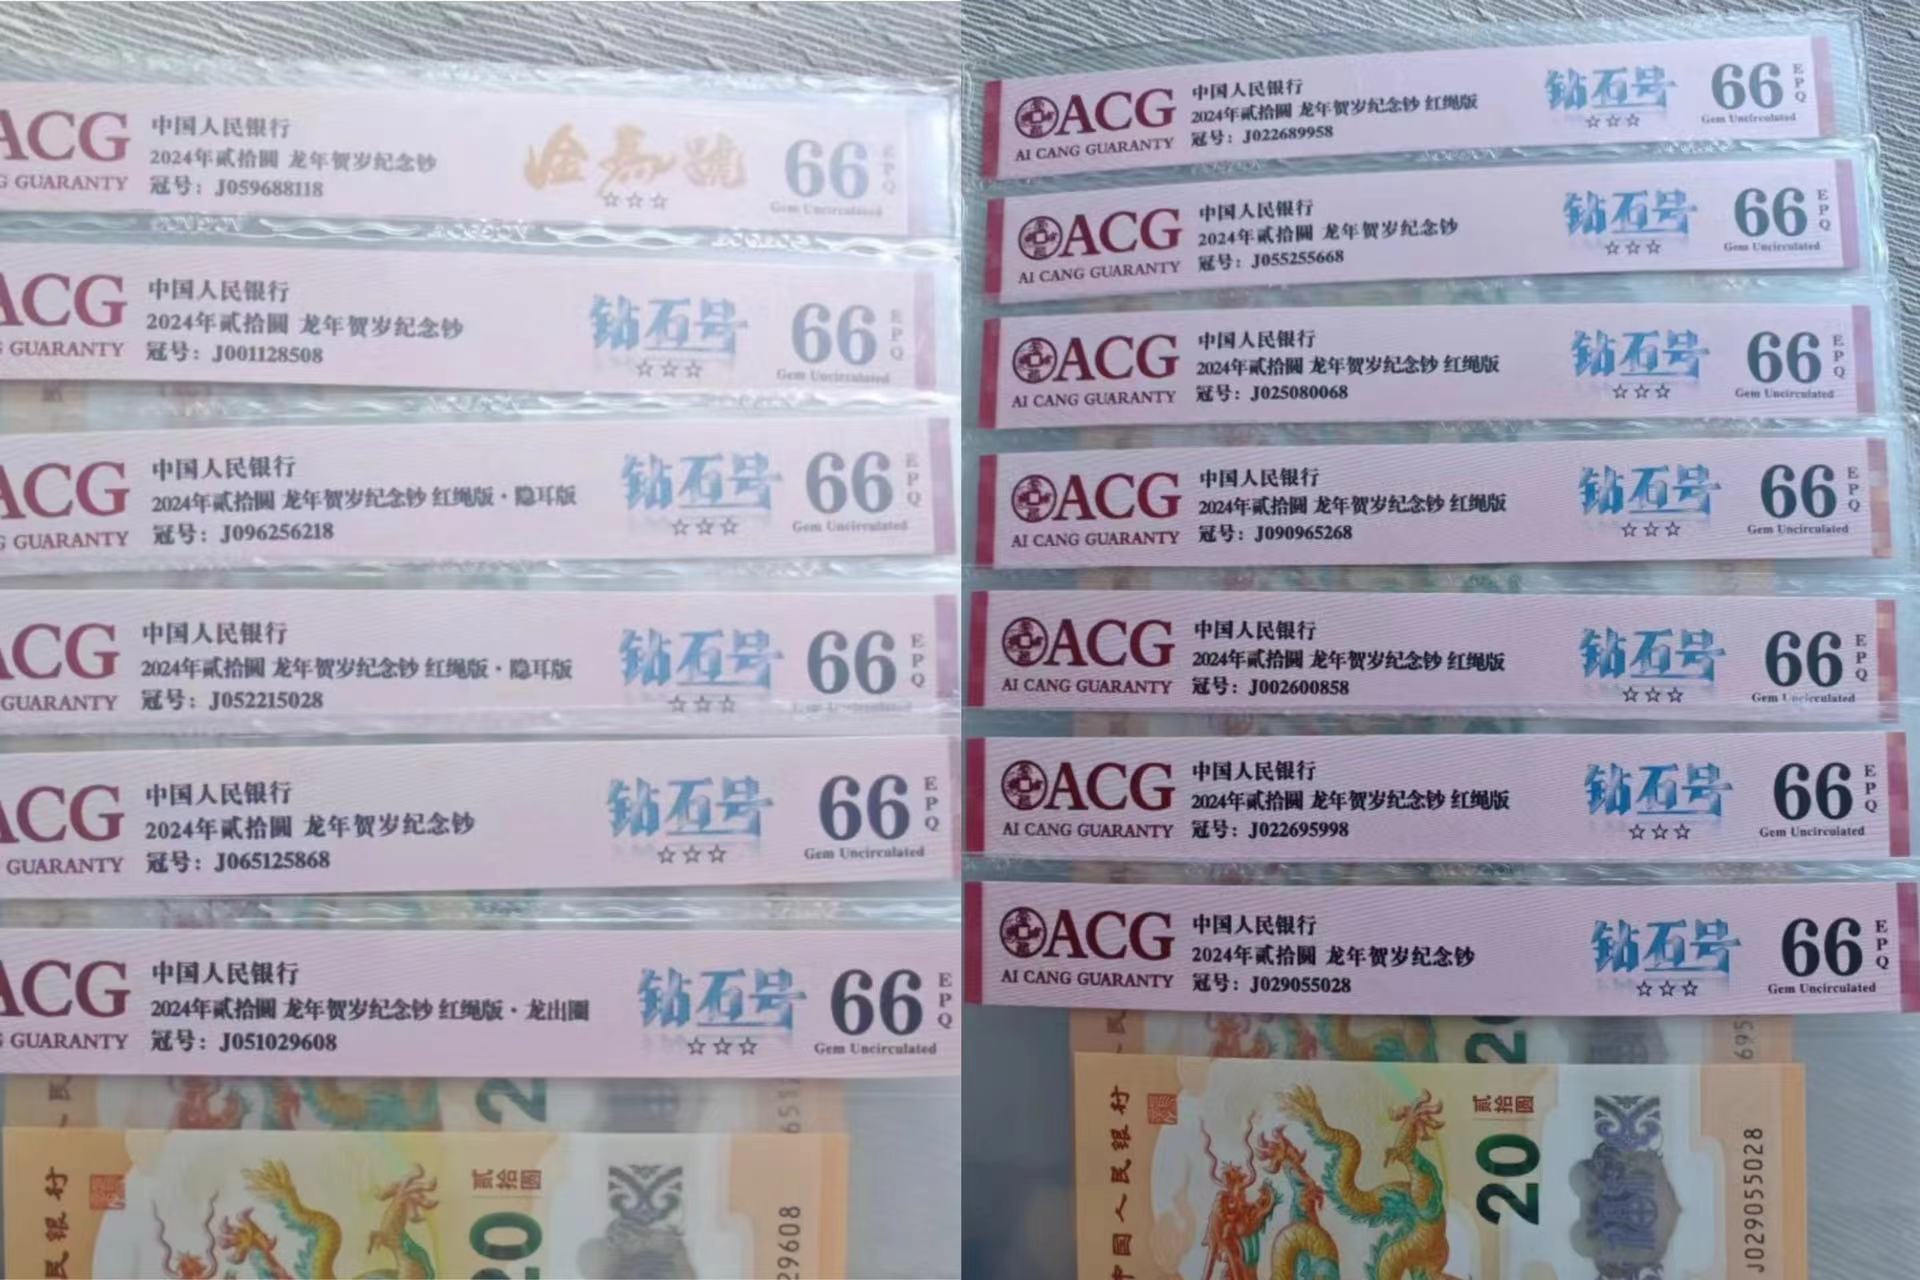 ACG
GUARANTY
中国人民银行
2024年贰拾圆 龙年贺岁纪念钞
冠号：J059688118
☆☆☆
66
EPQ
Gem Uncirculated
ACG
GUARANTY
中国人民银行
2024年贰拾圆 龙年贺岁纪念钞
冠号：J001128508
钻石号
☆☆☆
66
EPQ
Gem Uncirculated
ACG
GUARANTY
中国人民银行
2024年贰拾圆 龙年贺岁纪念钞 红绳版·隐耳版
冠号：J096256218
钻石号
☆☆☆
66
EPQ
Gem Uncirculated
ACG
GUARANTY
中国人民银行
2024年贰拾圆 龙年贺岁纪念钞 红绳版·隐耳版
冠号：J052215028
钻石号
☆☆☆
66
EPQ
Gem Uncirculated
ACG
GUARANTY
中国人民银行
2024年贰拾圆 龙年贺岁纪念钞
冠号：J065125868
钻石号
☆☆☆
66
EPQ
Gem Uncirculated
ACG
GUARANTY
中国人民银行
2024年贰拾圆 龙年贺岁纪念钞 红绳版·龙出圈
冠号：J051029608
钻石号
☆☆☆
66
EPQ
Gem Uncirculated
20
民银行
贰拾圆
20
29608
ACG
AI CANG GUARANTY
中国人民银行
2024年贰拾圆 龙年贺岁纪念钞 红绳版
冠号：J022689958
钻石号
☆☆☆
66
EPQ
Gem Uncirculated
ACG
AI CANG GUARANTY
中国人民银行
2024年贰拾圆 龙年贺岁纪念钞
冠号：J055255668
钻石号
☆☆☆
66
EPQ
Gem Uncirculated
ACG
AI CANG GUARANTY
中国人民银行
2024年贰拾圆 龙年贺岁纪念钞 红绳版
冠号：J025080068
钻石号
☆☆☆
66
EPQ
Gem Uncirculated
ACG
AI CANG GUARANTY
中国人民银行
2024年贰拾圆 龙年贺岁纪念钞 红绳版
冠号：J090965268
钻石号
☆☆☆
66
EPQ
Gem Uncirculated
ACG
AI CANG GUARANTY
中国人民银行
2024年贰拾圆 龙年贺岁纪念钞 红绳版
冠号：J002600858
钻石号
☆☆☆
66
EPQ
Gem Uncirculated
ACG
AI CANG GUARANTY
中国人民银行
2024年贰拾圆 龙年贺岁纪念钞 红绳版
冠号：J022695998
钻石号
☆☆☆
66
EPQ
Gem Uncirculated
ACG
AI CANG GUARANTY
中国人民银行
2024年贰拾圆 龙年贺岁纪念钞
冠号：J029055028
钻石号
☆☆☆
66
EPQ
Gem Uncirculated
695
中国人民银行
贰拾圆
20
J029055028